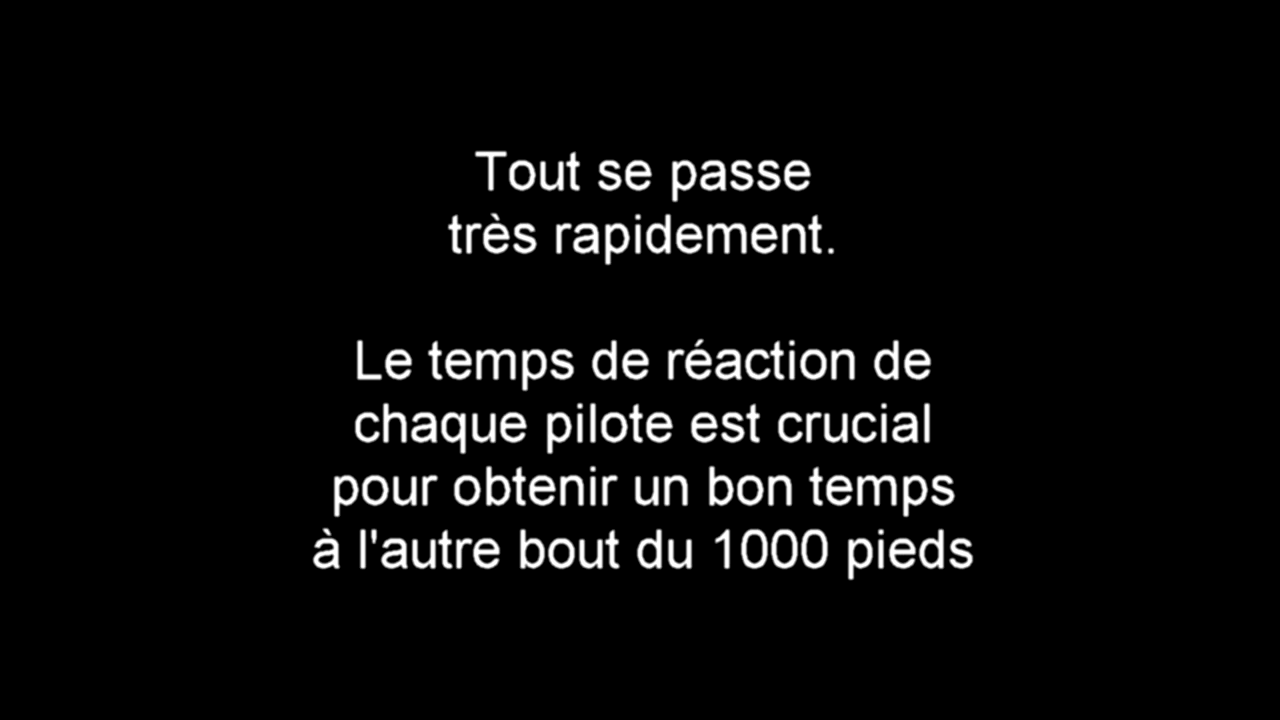 Tout se passe
très rapidement.
Le temps de réaction de
chaque pilote est crucial
pour obtenir un bon temps
à l'autre bout du 1000 pieds